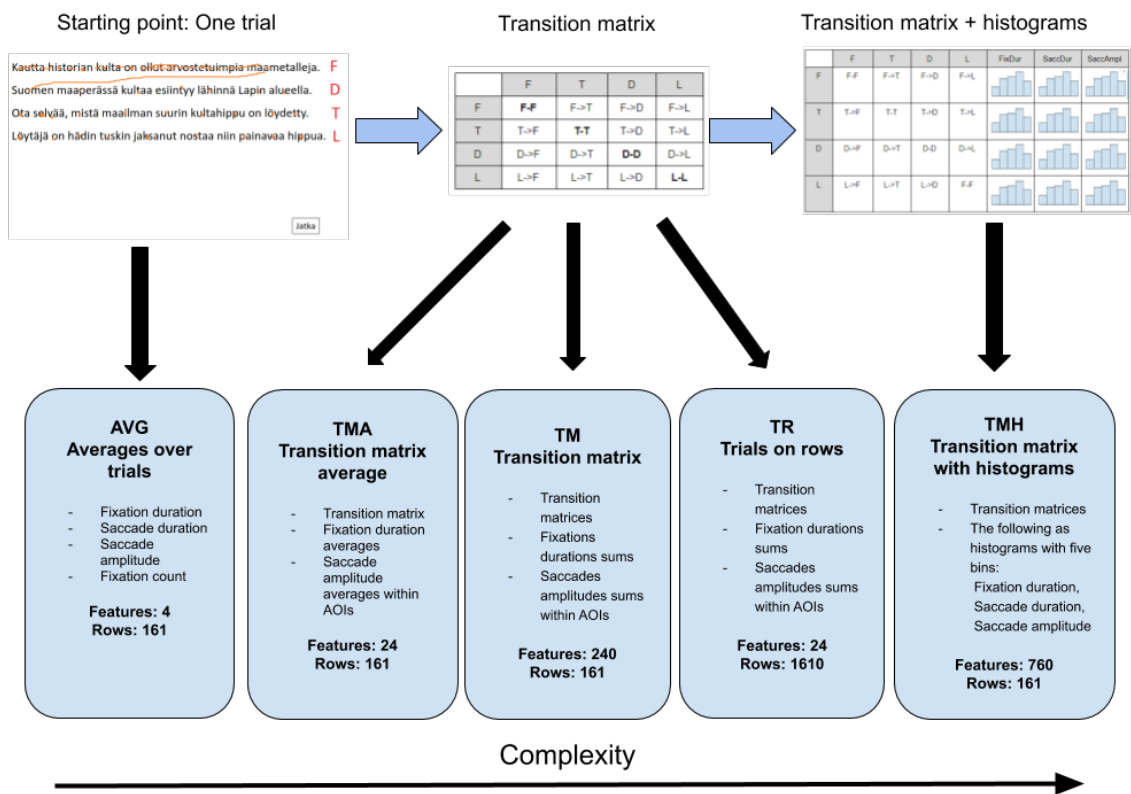 Starting point: One trial
Transition matrix
Transition matrix + histograms
Kautta historian kulta on ollut arvostetuimpia maametalleja. F
Suomen maaperässä kultaa esiintyy lähinnä Lapin alueella. D
Ota selvää, mistä maailman suurin kultahippu on löydetty. T
Löytäjä on hädin tuskin jaksanut nostaa niin painavaa hippua. L
Jatka
F T D L
F F-F F->T F->D F->L
T T->F T-T T->D T->L
D D->F D->T D-D D->L
L L->F L->T L->D L-L
F T D L FixDur SaccDur SaccAmpl
F F-F F->T F->D F->L
T T->F T-T T->D T->L
D D->F D->T D-D D->L
L L->F L->T L->D F-F
AVG
Averages over
trials
- Fixation duration
- Saccade duration
- Saccade
amplitude
- Fixation count
Features: 4
Rows: 161
TMA
Transition matrix
average
- Transition matrix
- Fixation duration
averages
- Saccade
amplitude
averages within
AOIs
Features: 24
Rows: 161
TM
Transition matrix
- Transition
matrices
- Fixations
durations sums
- Saccades
amplitudes sums
within AOIs
Features: 240
Rows: 161
TR
Trials on rows
- Transition
matrices
- Fixation durations
sums
- Saccades
amplitudes sums
within AOIs
Features: 24
Rows: 1610
TMH
Transition matrix
with histograms
- Transition matrices
- The following as
histograms with five
bins:
Fixation duration,
Saccade duration,
Saccade amplitude
Features: 760
Rows: 161
Complexity